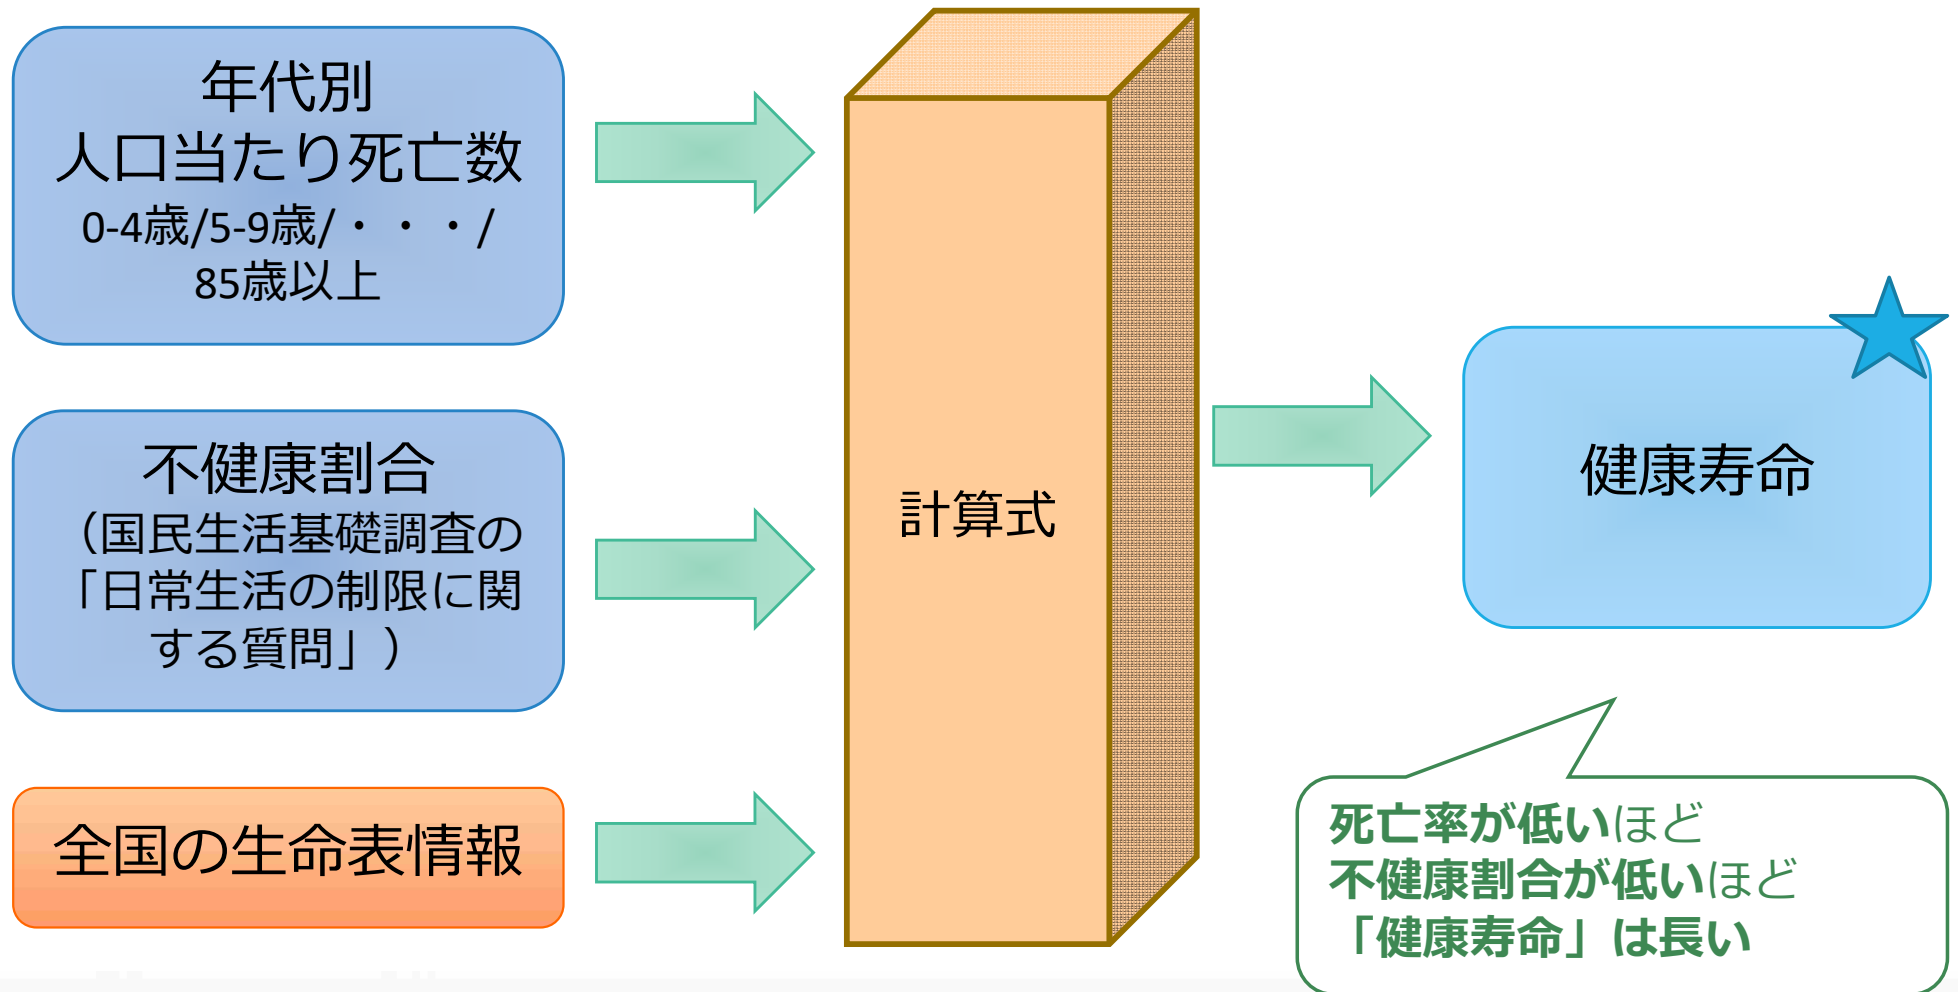 年代別
人口当たり死亡数
0-4歳/5-9歳/・・・/
85歳以上
不健康割合
（国民生活基礎調査の
「日常生活の制限に関
する質問」）
全国の生命表情報
計算式
健康寿命
死亡率が低いほど
不健康割合が低いほど
「健康寿命」は長い